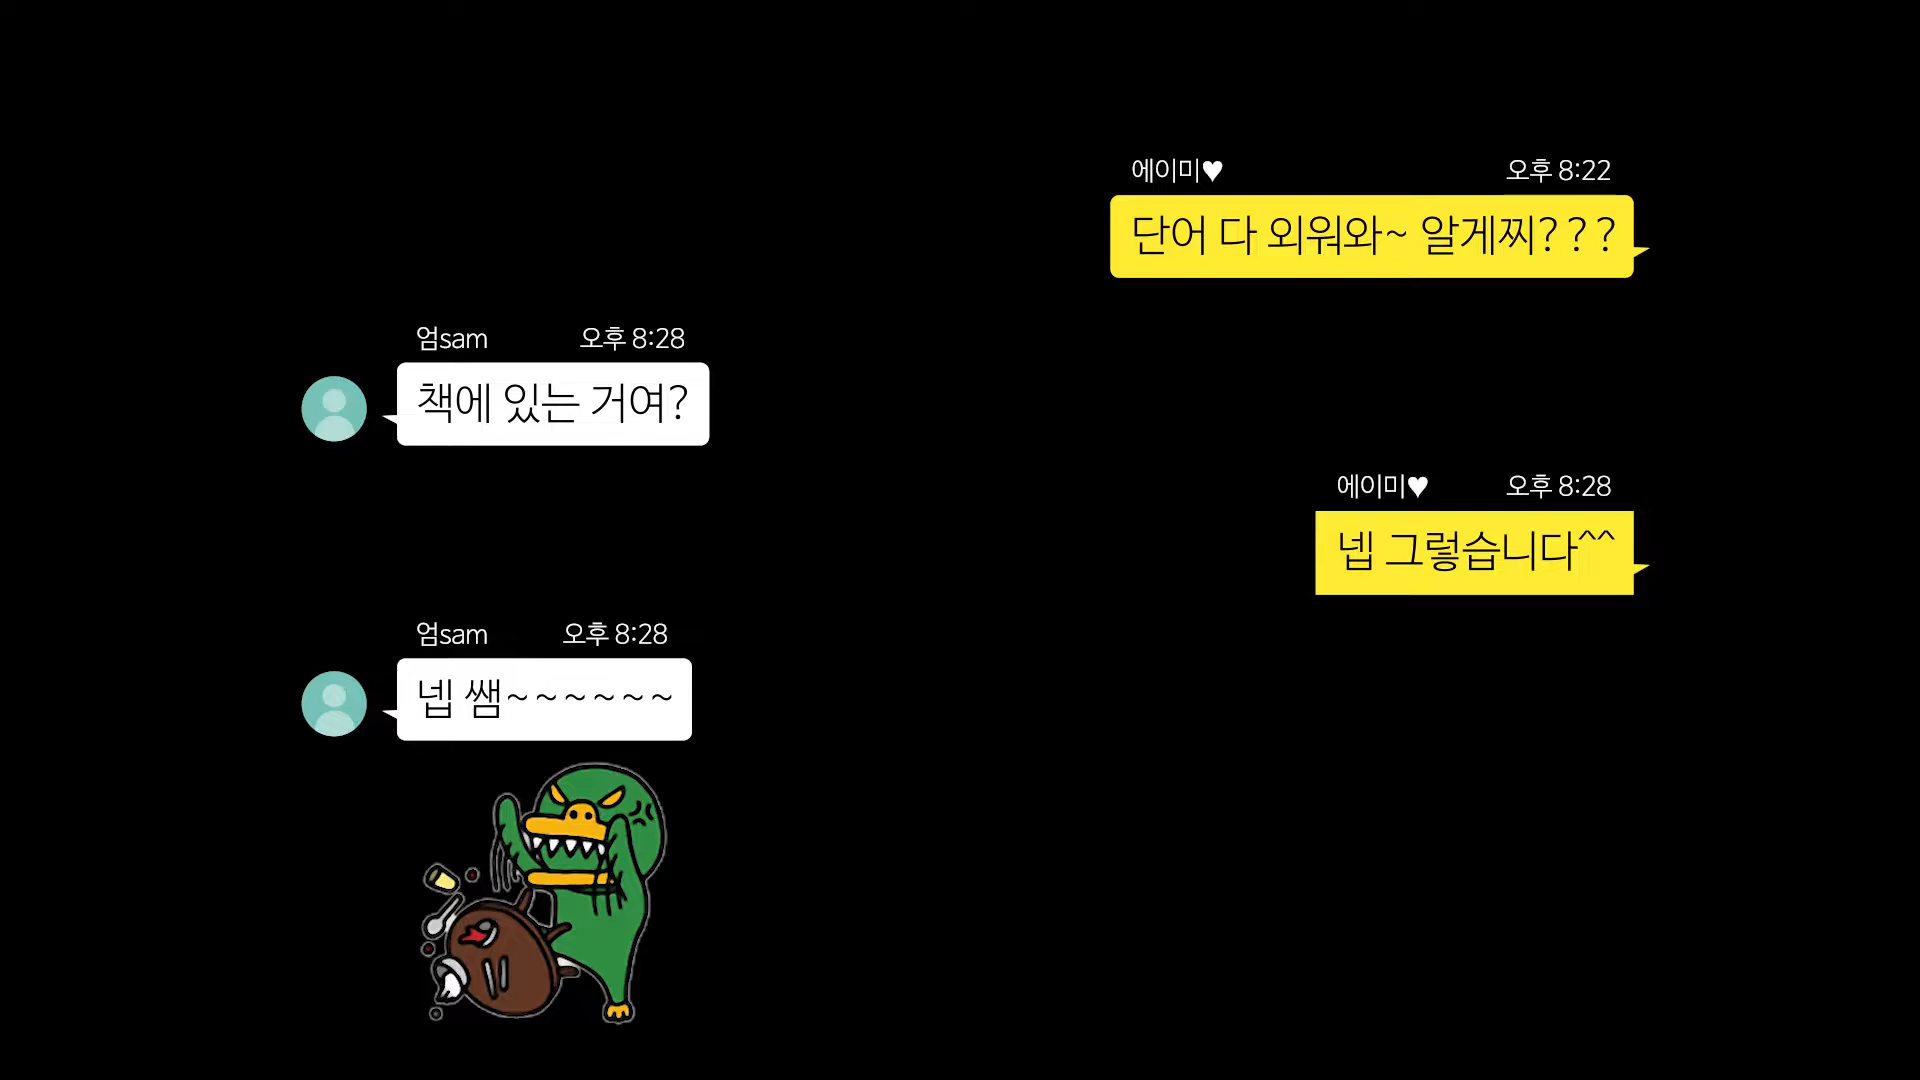 에이미♥ 오후 8:22
단어 다 외워와~ 알게찌???
엄sam 오후 8:28
책에 있는 거여?
에이미♥ 오후 8:28
넵 그렇습니다^^
엄sam 오후 8:28
넵 쌤~~~~~~